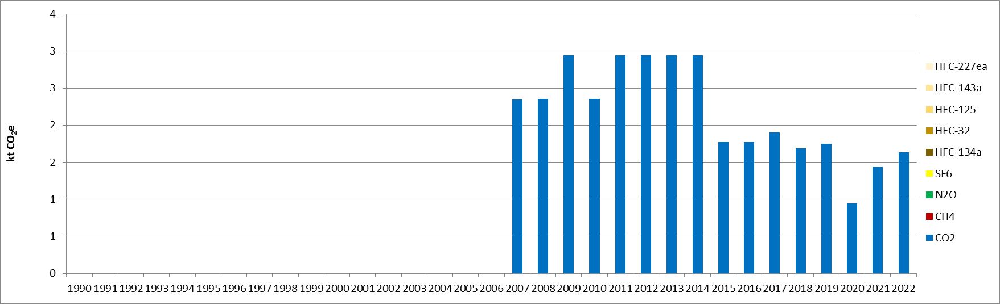 4
3
3
2
2
1
1
0
kt CO₂e
1990 1991 1992 1993 1994 1995 1996 1997 1998 1999 2000 2001 2002 2003 2004 2005 2006 2007 2008 2009 2010 2011 2012 2013 2014 2015 2016 2017 2018 2019 2020 2021 2022
HFC-227ea
HFC-143a
HFC-125
HFC-32
HFC-134a
SF6
N2O
CH4
CO2